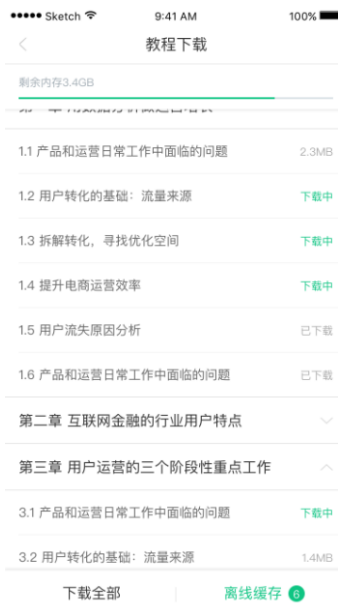 Sketch 9:41 AM 100%
教程下载
剩余内存3.4GB
1.1 产品和运营日常工作中面临的问题 2.3MB
1.2 用户转化的基础：流量来源 下载中
1.3 拆解转化，寻找优化空间 下载中
1.4 提升电商运营效率 下载中
1.5 用户流失原因分析 已下载
1.6 产品和运营日常工作中面临的问题 已下载
第二章 互联网金融的行业用户特点
第三章 用户运营的三个阶段性重点工作
3.1 产品和运营日常工作中面临的问题 下载中
3.2 用户转化的基础：流量来源 1.4MB
下载全部 离线缓存 6